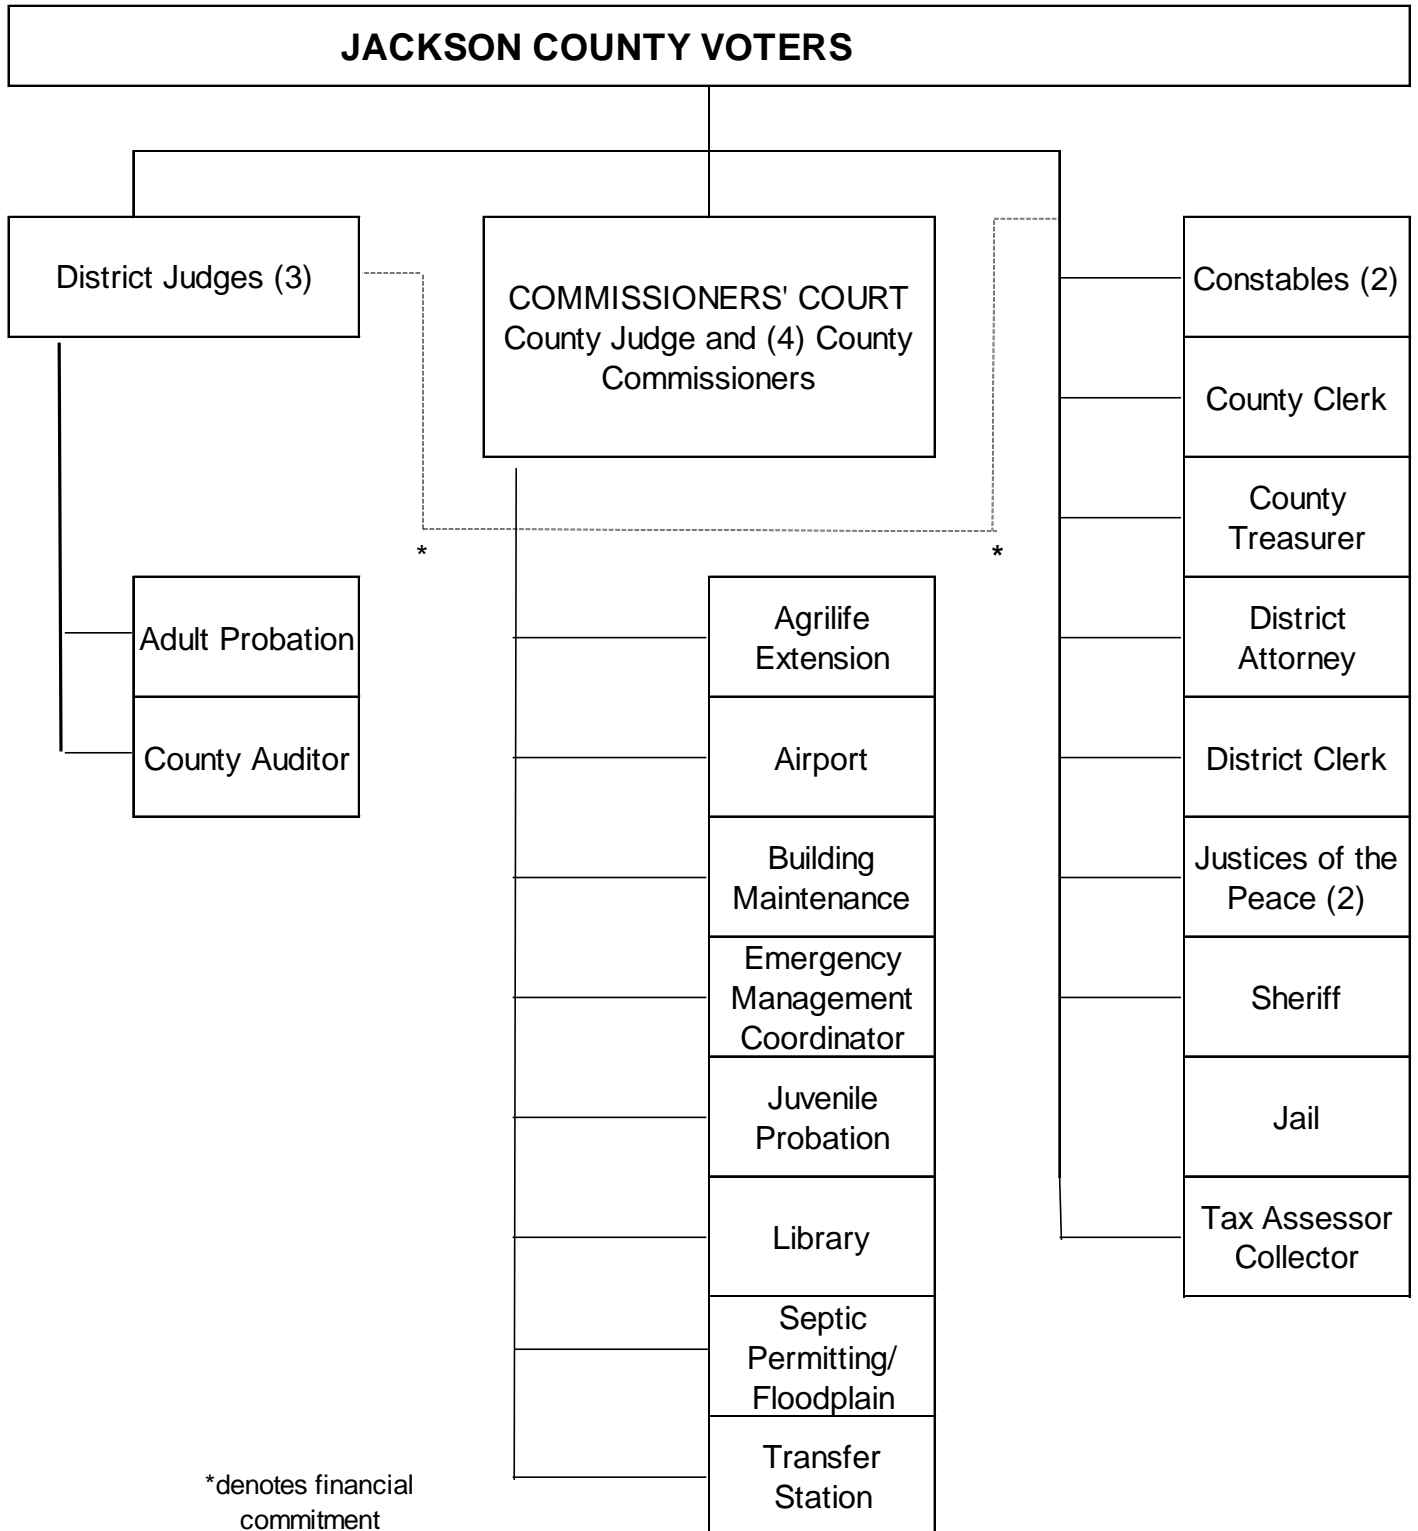 JACKSON COUNTY VOTERS
District Judges (3)
COMMISSIONERS' COURT
County Judge and (4) County
Commissioners
*
*
Adult Probation
County Auditor
Agrilife
Extension
Airport
Building
Maintenance
Emergency
Management
Coordinator
Juvenile
Probation
Library
Septic
Permitting/
Floodplain
Transfer
Station
Constables (2)
County Clerk
County
Treasurer
District
Attorney
District Clerk
Justices of the
Peace (2)
Sheriff
Jail
Tax Assessor
Collector
*denotes financial
commitment